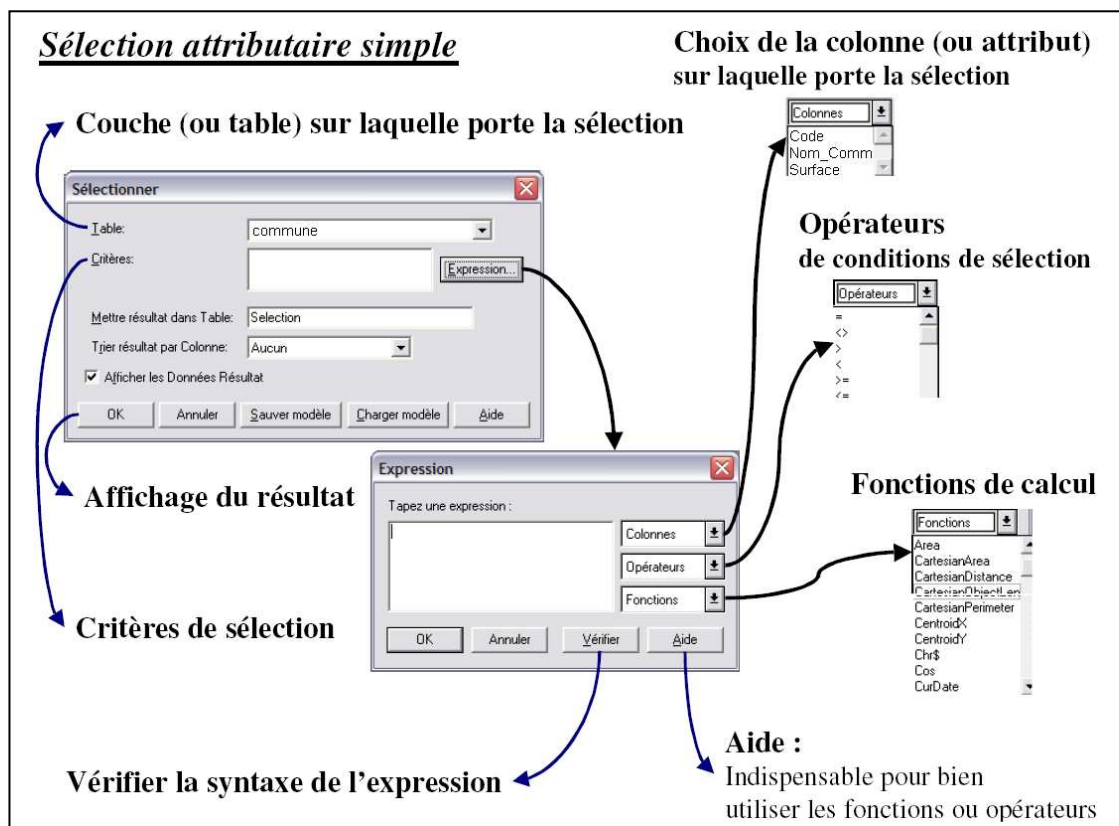 Sélection attributaire simple
Choix de la colonne (ou attribut)
sur laquelle porte la sélection
Colonnes
Code
Nom_Comm
Surface
Couche (ou table) sur laquelle porte la sélection
Sélectionner
Table:
commune
Critères:
Expression...
Mettre résultat dans Table:
Selection
Trier résultat par Colonne:
Aucun
Afficher les Données Résultat
OK
Annuler
Sauver modèle
Charger modèle
Aide
Opérateurs
de conditions de sélection
Opérateurs
=
<>
>
<
>=
<=
Affichage du résultat
Expression
Tapez une expression :
Colonnes
Opérateurs
Fonctions
OK
Annuler
Vérifier
Aide
Fonctions de calcul
Fonctions
Area
CartesianArea
CartesianDistance
CartesianObjectLen
CartesianPerimeter
CentroidX
CentroidY
Chr$
Cos
CurDate
Critères de sélection
Vérifier la syntaxe de l'expression
Aide :
Indispensable pour bien
utiliser les fonctions ou opérateurs